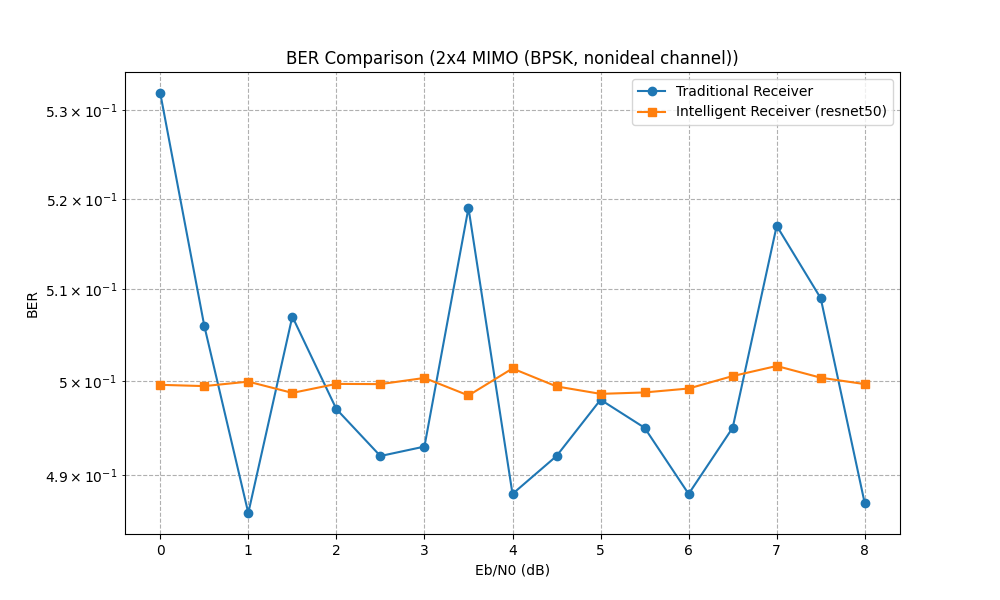 BER Comparison (2x4 MIMO (BPSK, nonideal channel))
Traditional Receiver
Intelligent Receiver (resnet50)
5.3 × 10⁻¹
5.2 × 10⁻¹
5.1 × 10⁻¹
5 × 10⁻¹
4.9 × 10⁻¹
BER
0 1 2 3 4 5 6 7 8
Eb/N0 (dB)